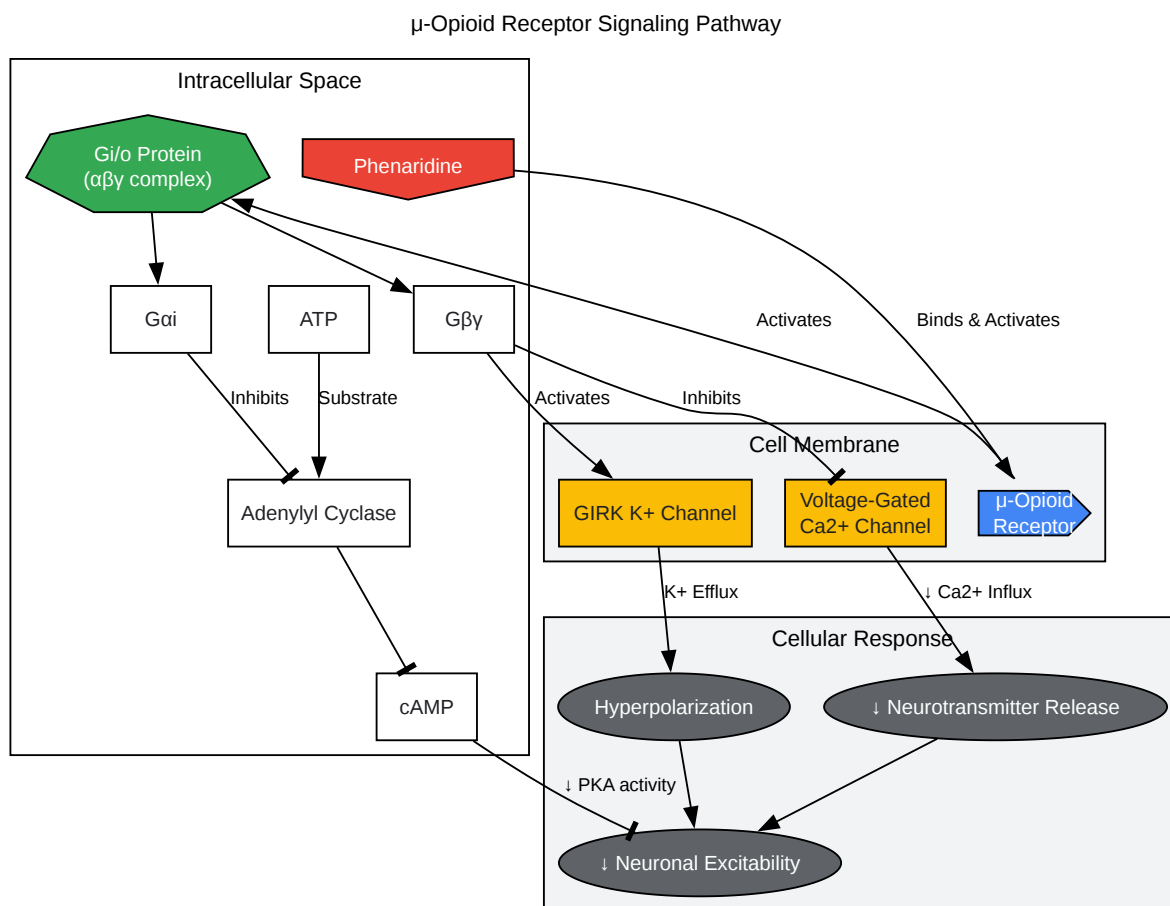 μ-Opioid Receptor Signaling Pathway
Intracellular Space
Gi/o Protein
(αβγ complex)
Phenaridine
Gαi
ATP
Gβγ
Activates
Binds & Activates
Inhibits
Substrate
Activates
Inhibits
Cell Membrane
Adenylyl Cyclase
GIRK K+ Channel
Voltage-Gated
Ca2+ Channel
μ-Opioid
Receptor
K+ Efflux
↓ Ca2+ Influx
Cellular Response
cAMP
Hyperpolarization
↓ Neurotransmitter Release
↓ PKA activity
↓ Neuronal Excitability